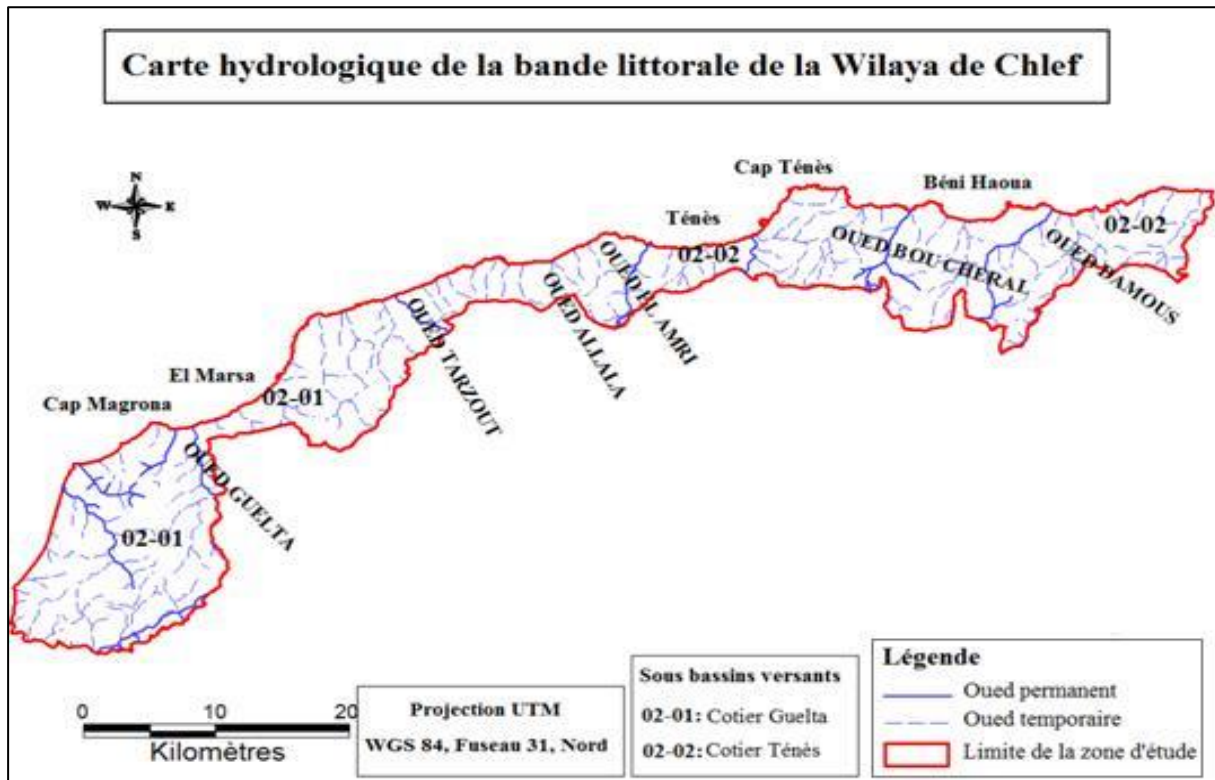 Carte hydrologique de la bande littorale de la Wilaya de Chlef
N
W E
S
Cap Ténès
Béni Haoua
Ténès
02-02
02-02
OUED BOUCHERAL
OUED DAMOUS
OUED EL AMRI
OUED ALLALA
OUED TARZOUT
El Marsa
02-01
Cap Magrona
OUED GUELTA
02-01
0 10 20
Kilomètres
Projection UTM
WGS 84, Fuseau 31, Nord
Sous bassins versants
02-01: Cotier Guelta
02-02: Cotier Ténès
Légende
Oued permanent
Oued temporaire
Limite de la zone d'étude